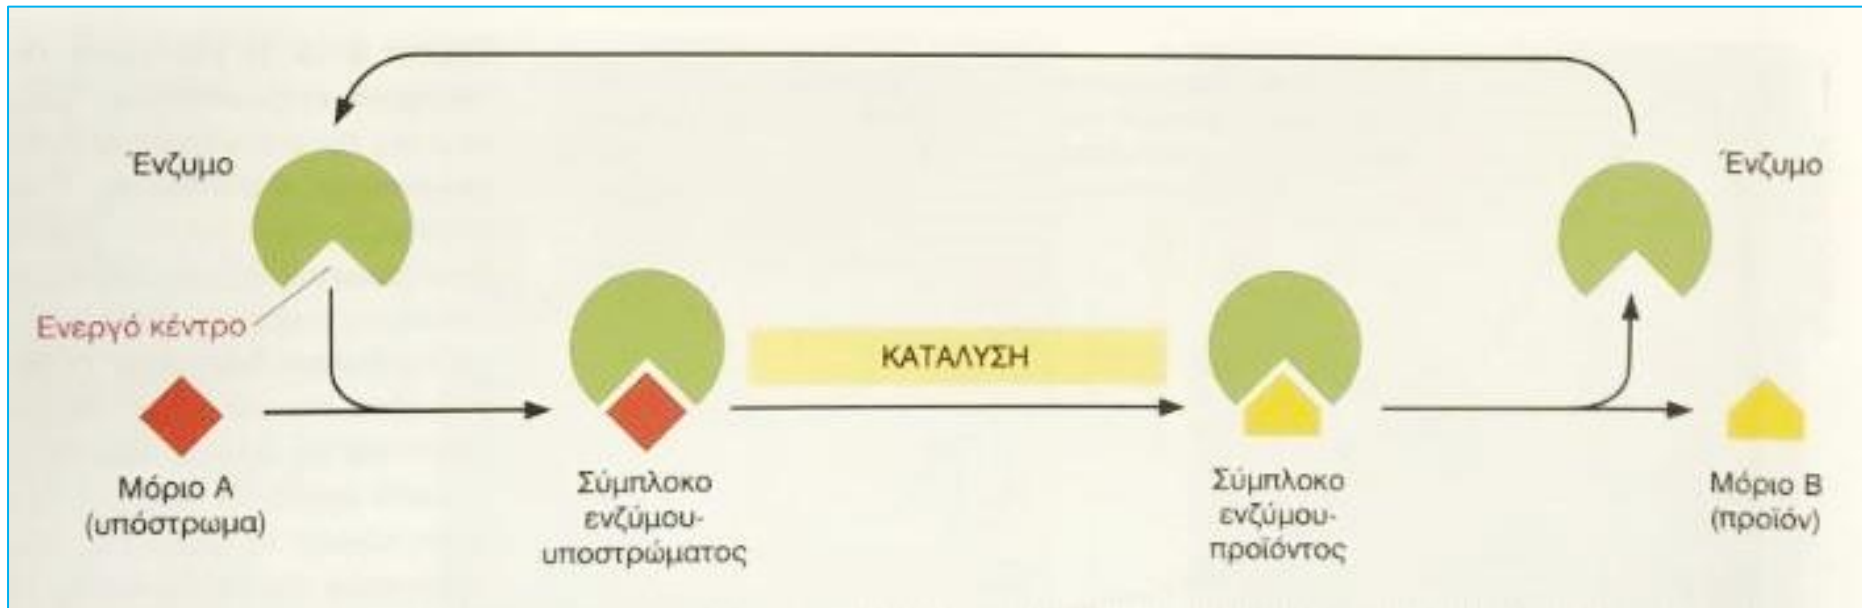 Ένζυμο
Ένζυμο
Ενεργό κέντρο
ΚΑΤΑΛΥΣΗ
Μόριο Α
(υπόστρωμα)
Σύμπλοκο
ενζύμου-
υποστρώματος
Σύμπλοκο
ενζύμου-
προϊόντος
Μόριο Β
(προϊόν)